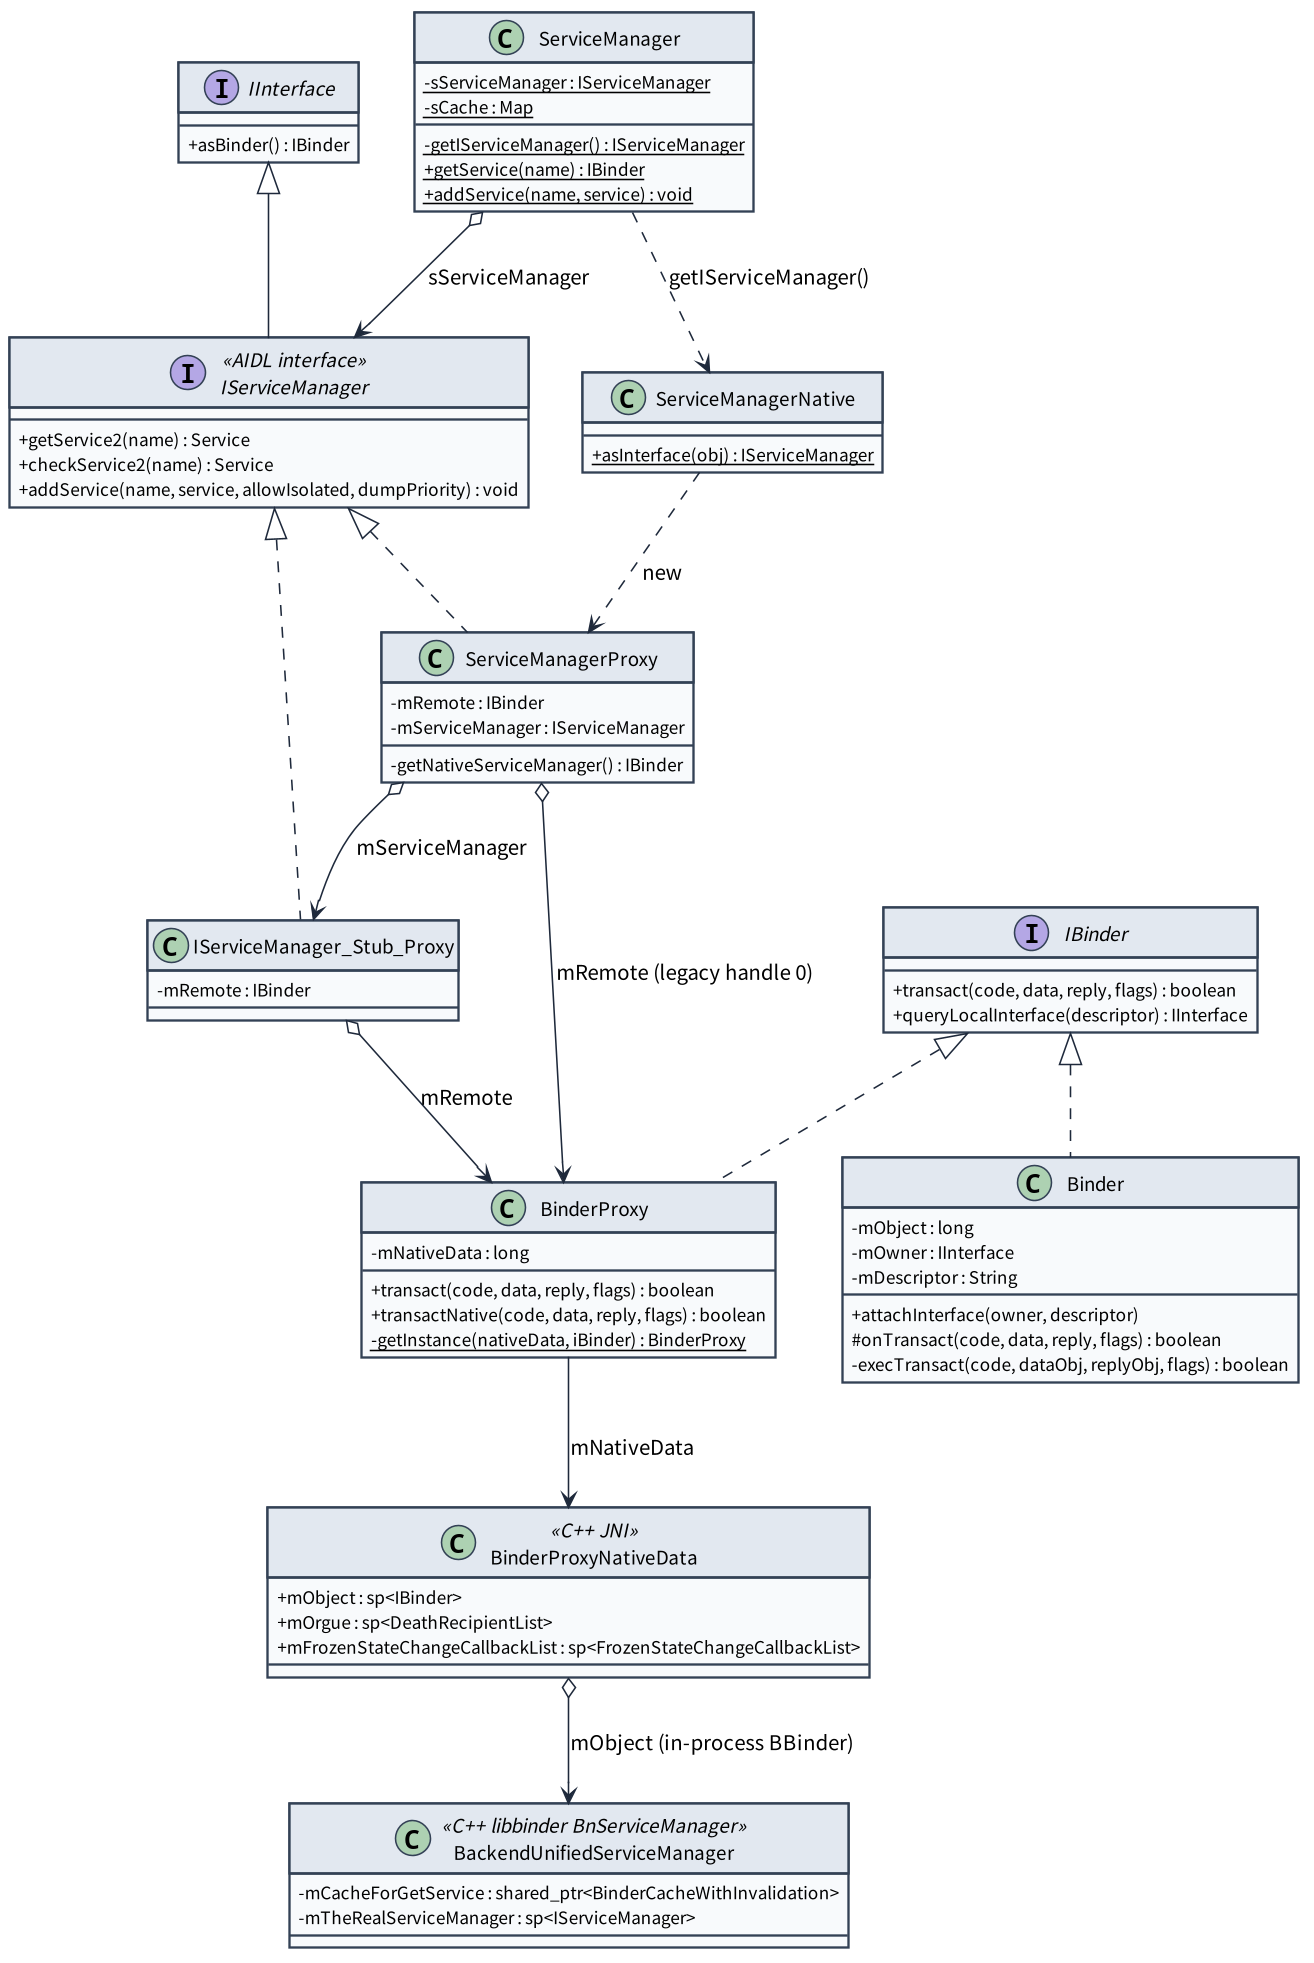 C ServiceManager
-sServiceManager : IServiceManager
-sCache : Map
-getIServiceManager() : IServiceManager
+getService(name) : IBinder
+addService(name, service) : void
I IInterface
+asBinder() : IBinder
sServiceManager
getIServiceManager()
«AIDL interface»
I IServiceManager
+getService2(name) : Service
+checkService2(name) : Service
+addService(name, service, allowIsolated, dumpPriority) : void
C ServiceManagerNative
+asInterface(obj) : IServiceManager
new
C ServiceManagerProxy
-mRemote : IBinder
-mServiceManager : IServiceManager
-getNativeServiceManager() : IBinder
mServiceManager
mRemote (legacy handle 0)
C IServiceManager_Stub_Proxy
-mRemote : IBinder
I IBinder
+transact(code, data, reply, flags) : boolean
+queryLocalInterface(descriptor) : IInterface
mRemote
C BinderProxy
-mNativeData : long
+transact(code, data, reply, flags) : boolean
+transactNative(code, data, reply, flags) : boolean
-getInstance(nativeData, iBinder) : BinderProxy
C Binder
-mObject : long
-mOwner : IInterface
-mDescriptor : String
+attachInterface(owner, descriptor)
#onTransact(code, data, reply, flags) : boolean
-execTransact(code, dataObj, replyObj, flags) : boolean
mNativeData
«C++ JNI»
C BinderProxyNativeData
+mObject : sp<IBinder>
+mOrgue : sp<DeathRecipientList>
+mFrozenStateChangeCallbackList : sp<FrozenStateChangeCallbackList>
mObject (in-process BBinder)
«C++ libbinder BnServiceManager»
C BackendUnifiedServiceManager
-mCacheForGetService : shared_ptr<BinderCacheWithInvalidation>
-mTheRealServiceManager : sp<IServiceManager>